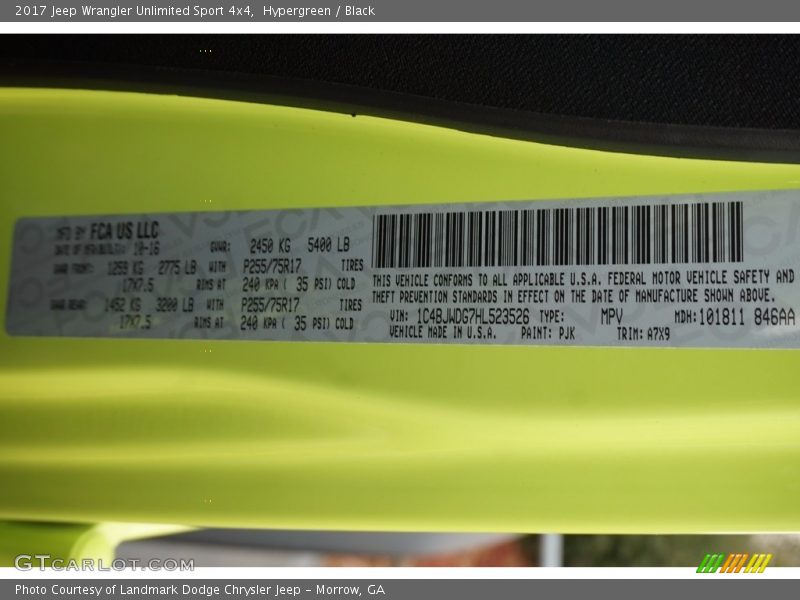 2017 Jeep Wrangler Unlimited Sport 4x4, Hypergreen / Black
MFD BY FCA US LLC
DATE OF MFR/BUILT: 10-16 GVWR: 2450 KG 5400 LB
GAWR FRONT: 1259 KG 2775 LB WITH P255/75R17 TIRES
17X7.5 RIMS AT 240 KPA ( 35 PSI) COLD
GAWR REAR: 1452 KG 3200 LB WITH P255/75R17 TIRES
17X7.5 RIMS AT 240 KPA ( 35 PSI) COLD
THIS VEHICLE CONFORMS TO ALL APPLICABLE U.S.A. FEDERAL MOTOR VEHICLE SAFETY AND
THEFT PREVENTION STANDARDS IN EFFECT ON THE DATE OF MANUFACTURE SHOWN ABOVE.
VIN: 1C4BJWDG7HL523526 TYPE: MPV MDH: 101811 846AA
VEHICLE MADE IN U.S.A. PAINT: PJK TRIM: A7X9
GTCarLot.com
Photo Courtesy of Landmark Dodge Chrysler Jeep – Morrow, GA